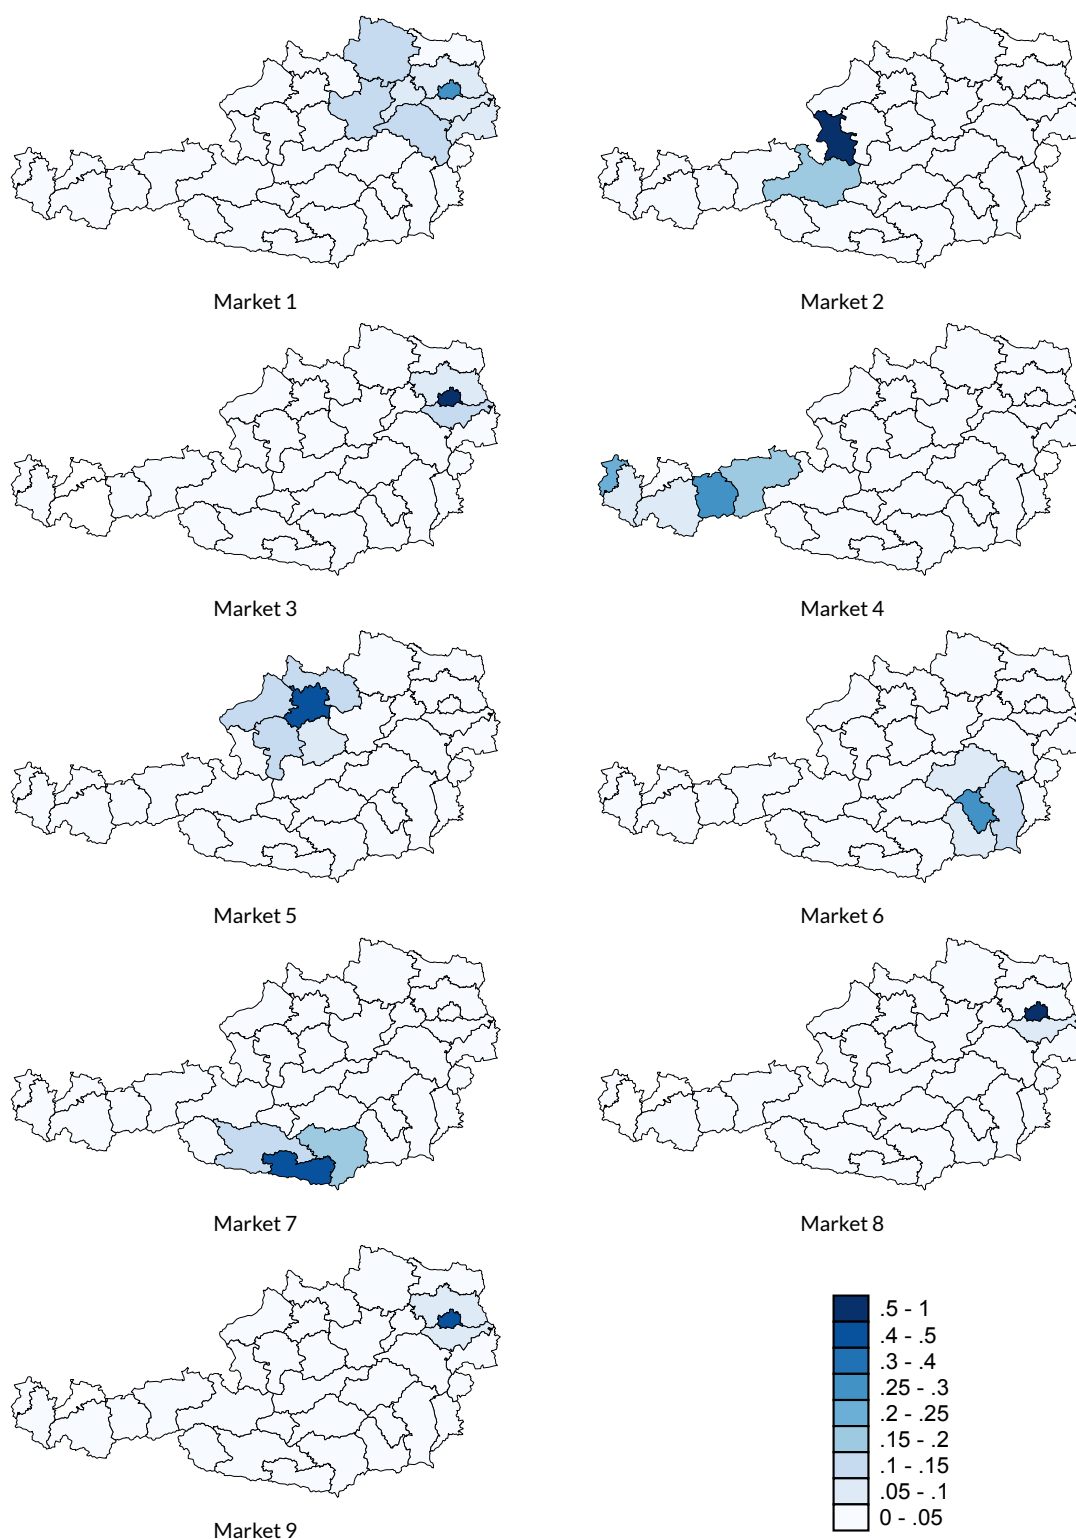 Market 1
Market 2
Market 3
Market 4
Market 5
Market 6
Market 7
Market 8
Market 9
.5 - 1
.4 - .5
.3 - .4
.25 - .3
.2 - .25
.15 - .2
.1 - .15
.05 - .1
0 - .05